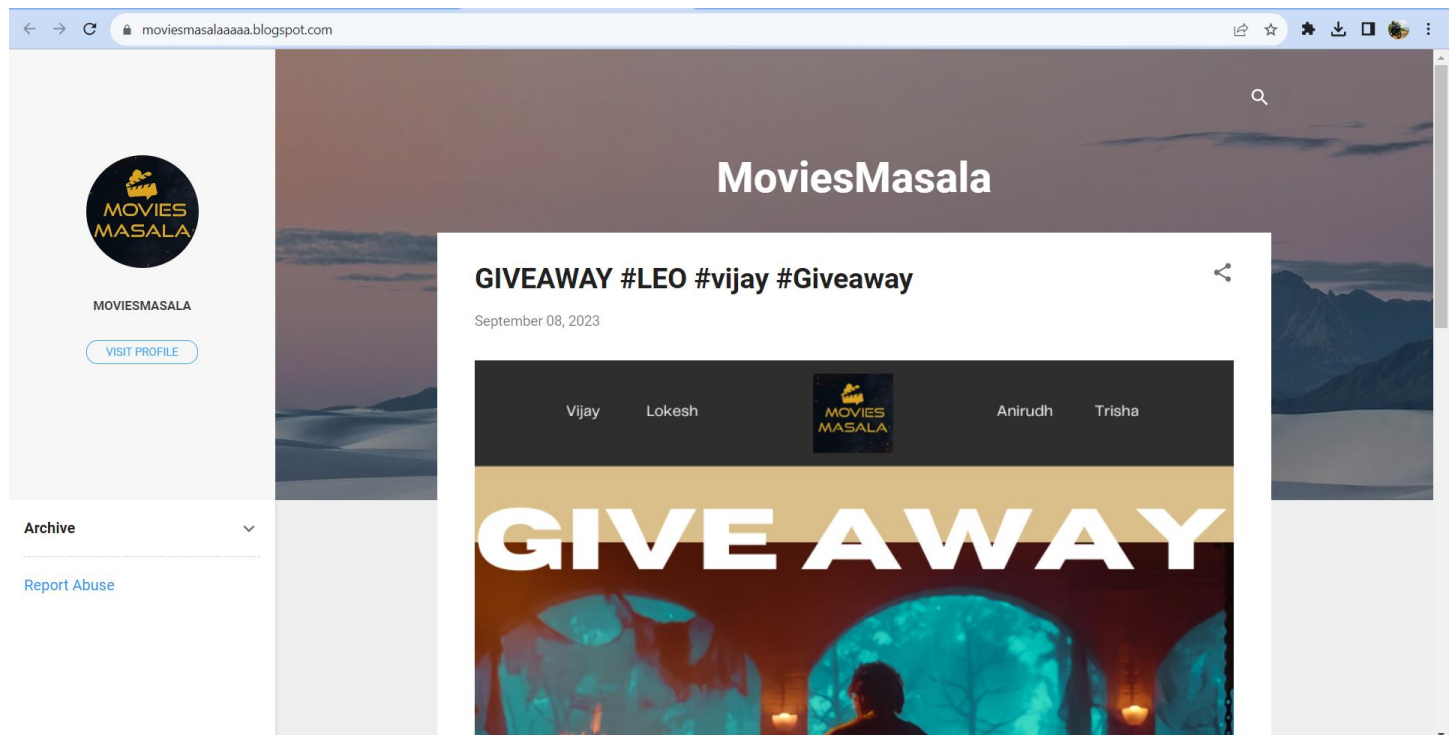 moviesmasalaaaaa.blogspot.com
MOVIES
MASALA
MOVIESMASALA
VISIT PROFILE
Archive
Report Abuse
MoviesMasala
GIVEAWAY #LEO #vijay #Giveaway
September 08, 2023
Vijay Lokesh MOVIES MASALA Anirudh Trisha
GIVE AWAY